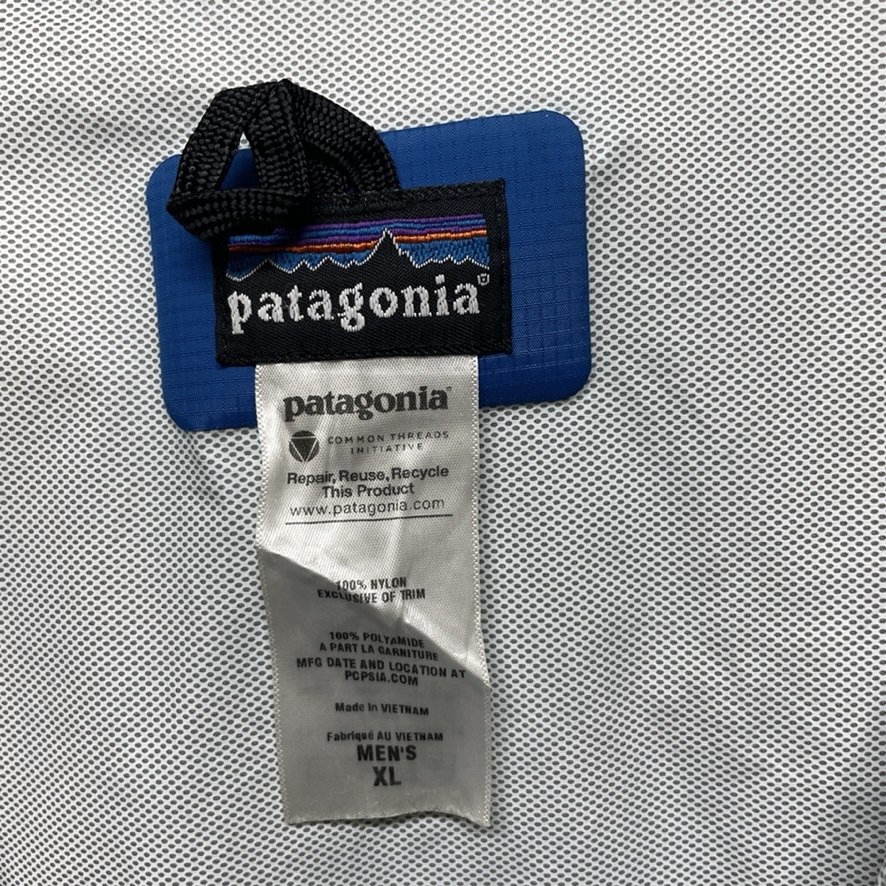 patagonia®
patagonia®
COMMON THREADS
INITIATIVE
Repair, Reuse, Recycle
This Product
www.patagonia.com
100% NYLON
EXCLUSIVE OF TRIM
100% POLYAMIDE
A PART LA GARNITURE
MFG DATE AND LOCATION AT
PCPSIA.COM
Made in VIETNAM
Fabriqué AU VIETNAM
MEN'S
XL